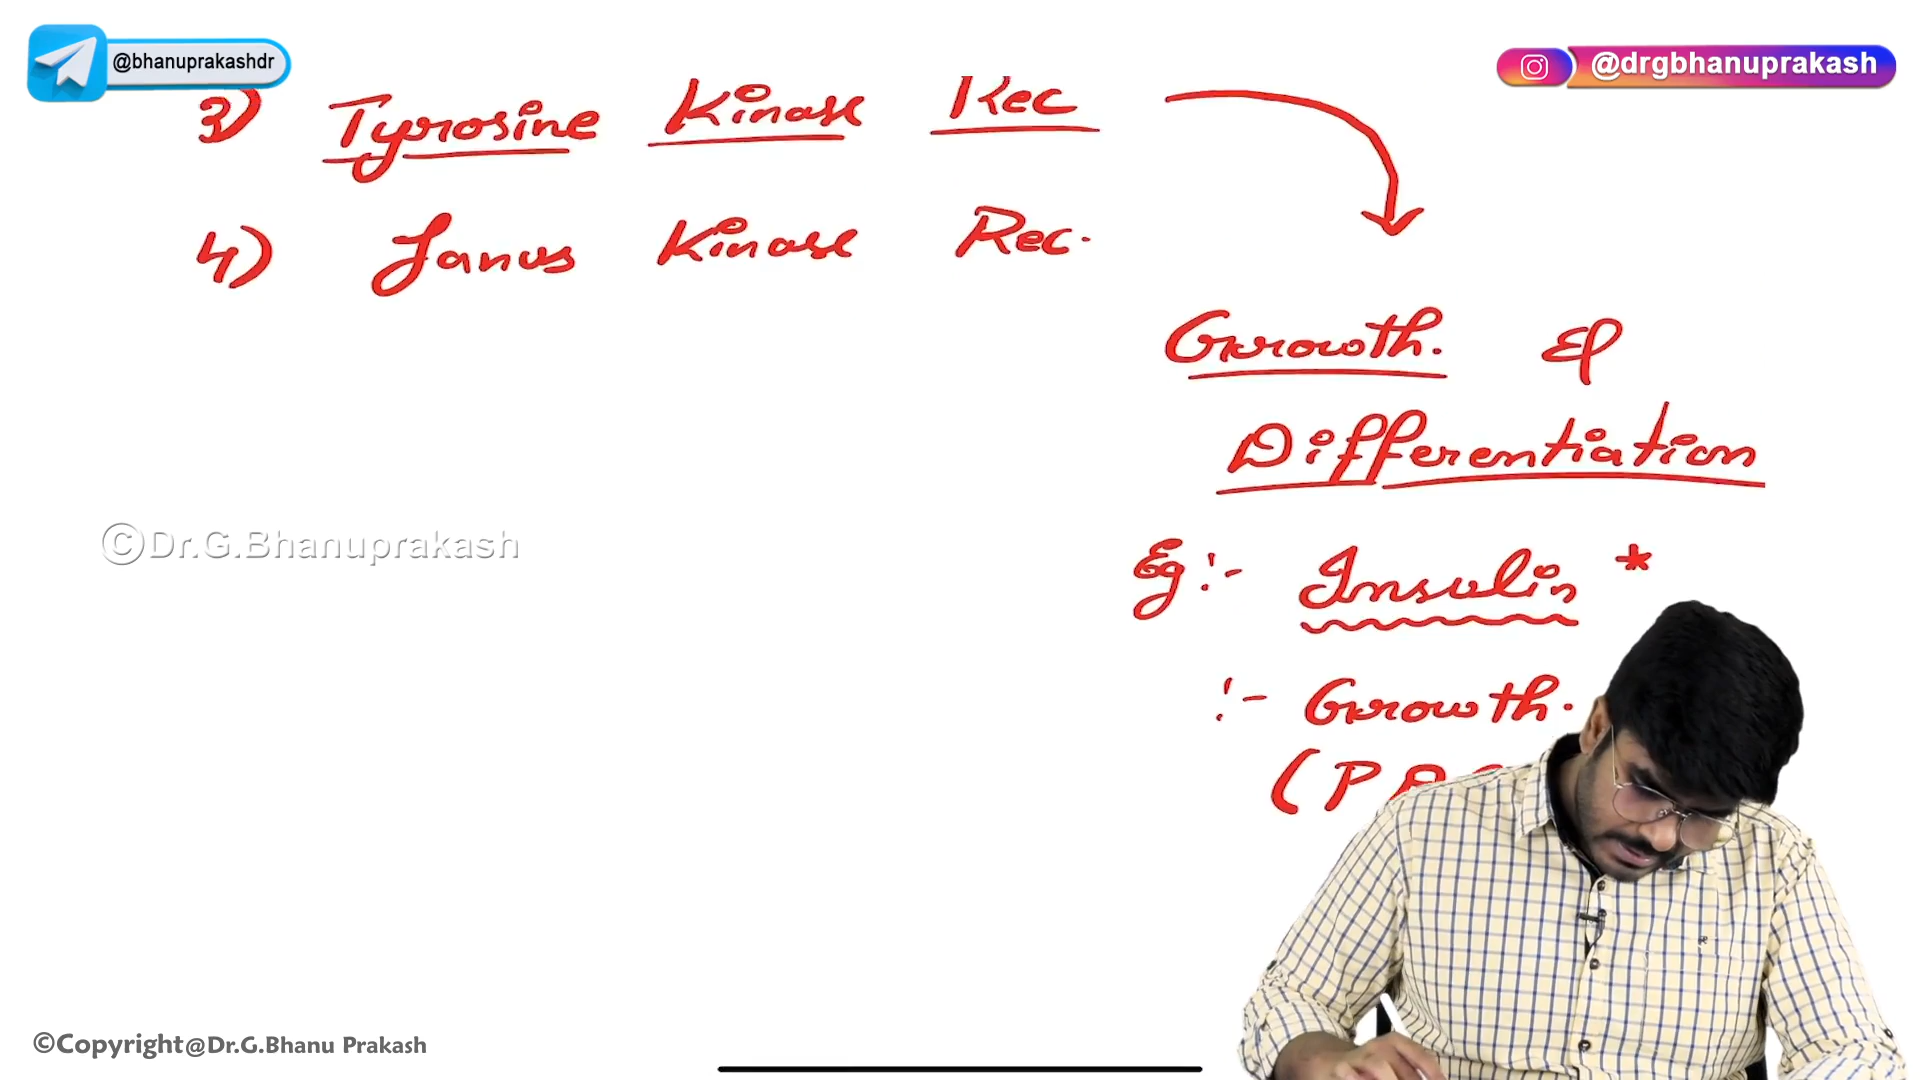 @bhanuprakashdr
@drgbhanuprakash
3) Tyrosine Kinase Rec
4) Janus Kinase Rec.
Growth. &
Differentiation
©Dr.G.Bhanuprakash
Eg :- Insulin *
:- Growth.
(P D G
©Copyright@Dr.G.Bhanu Prakash